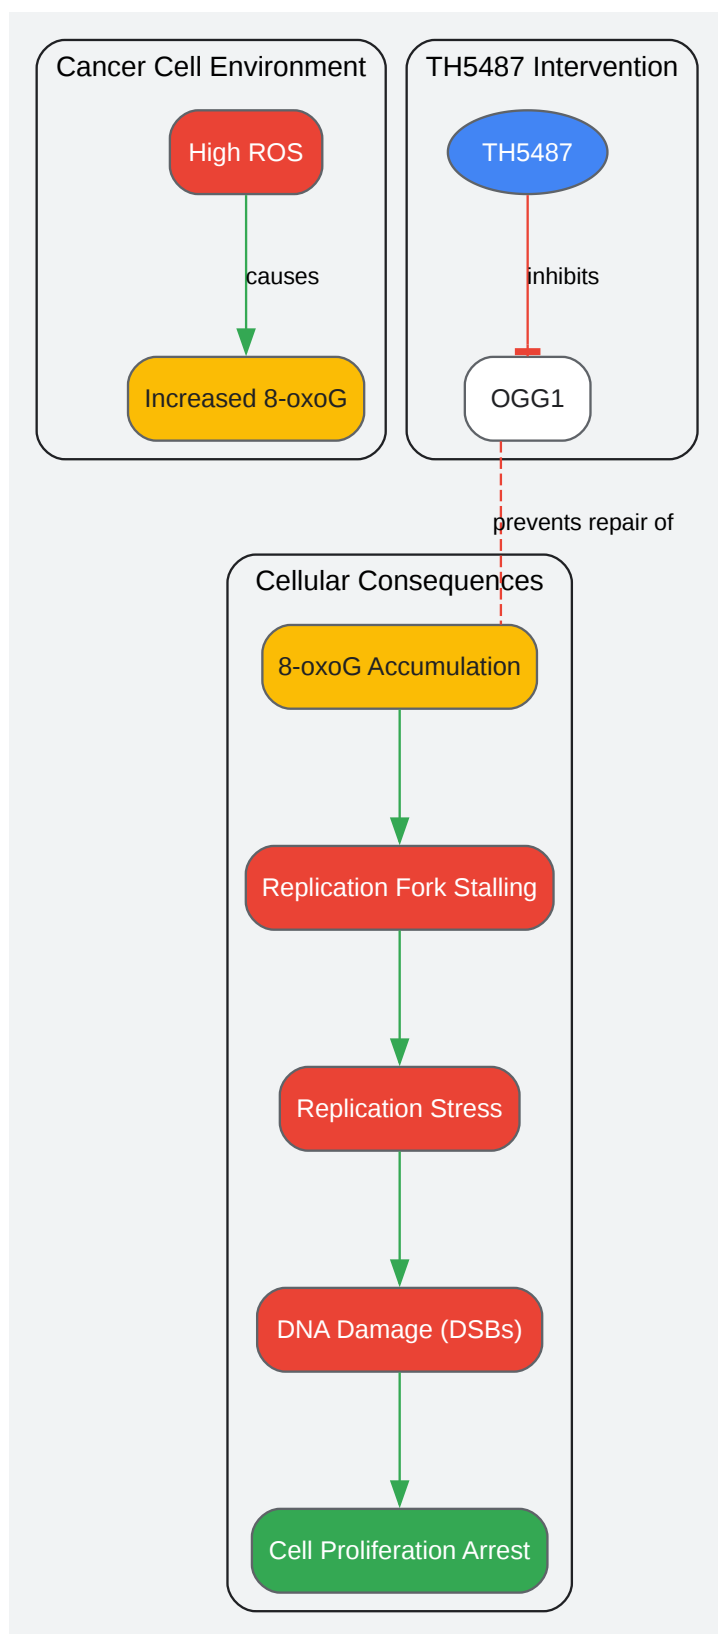 Cancer Cell Environment
High ROS
causes
Increased 8-oxoG
TH5487 Intervention
TH5487
inhibits
OGG1
prevents repair of
Cellular Consequences
8-oxoG Accumulation
Replication Fork Stalling
Replication Stress
DNA Damage (DSBs)
Cell Proliferation Arrest